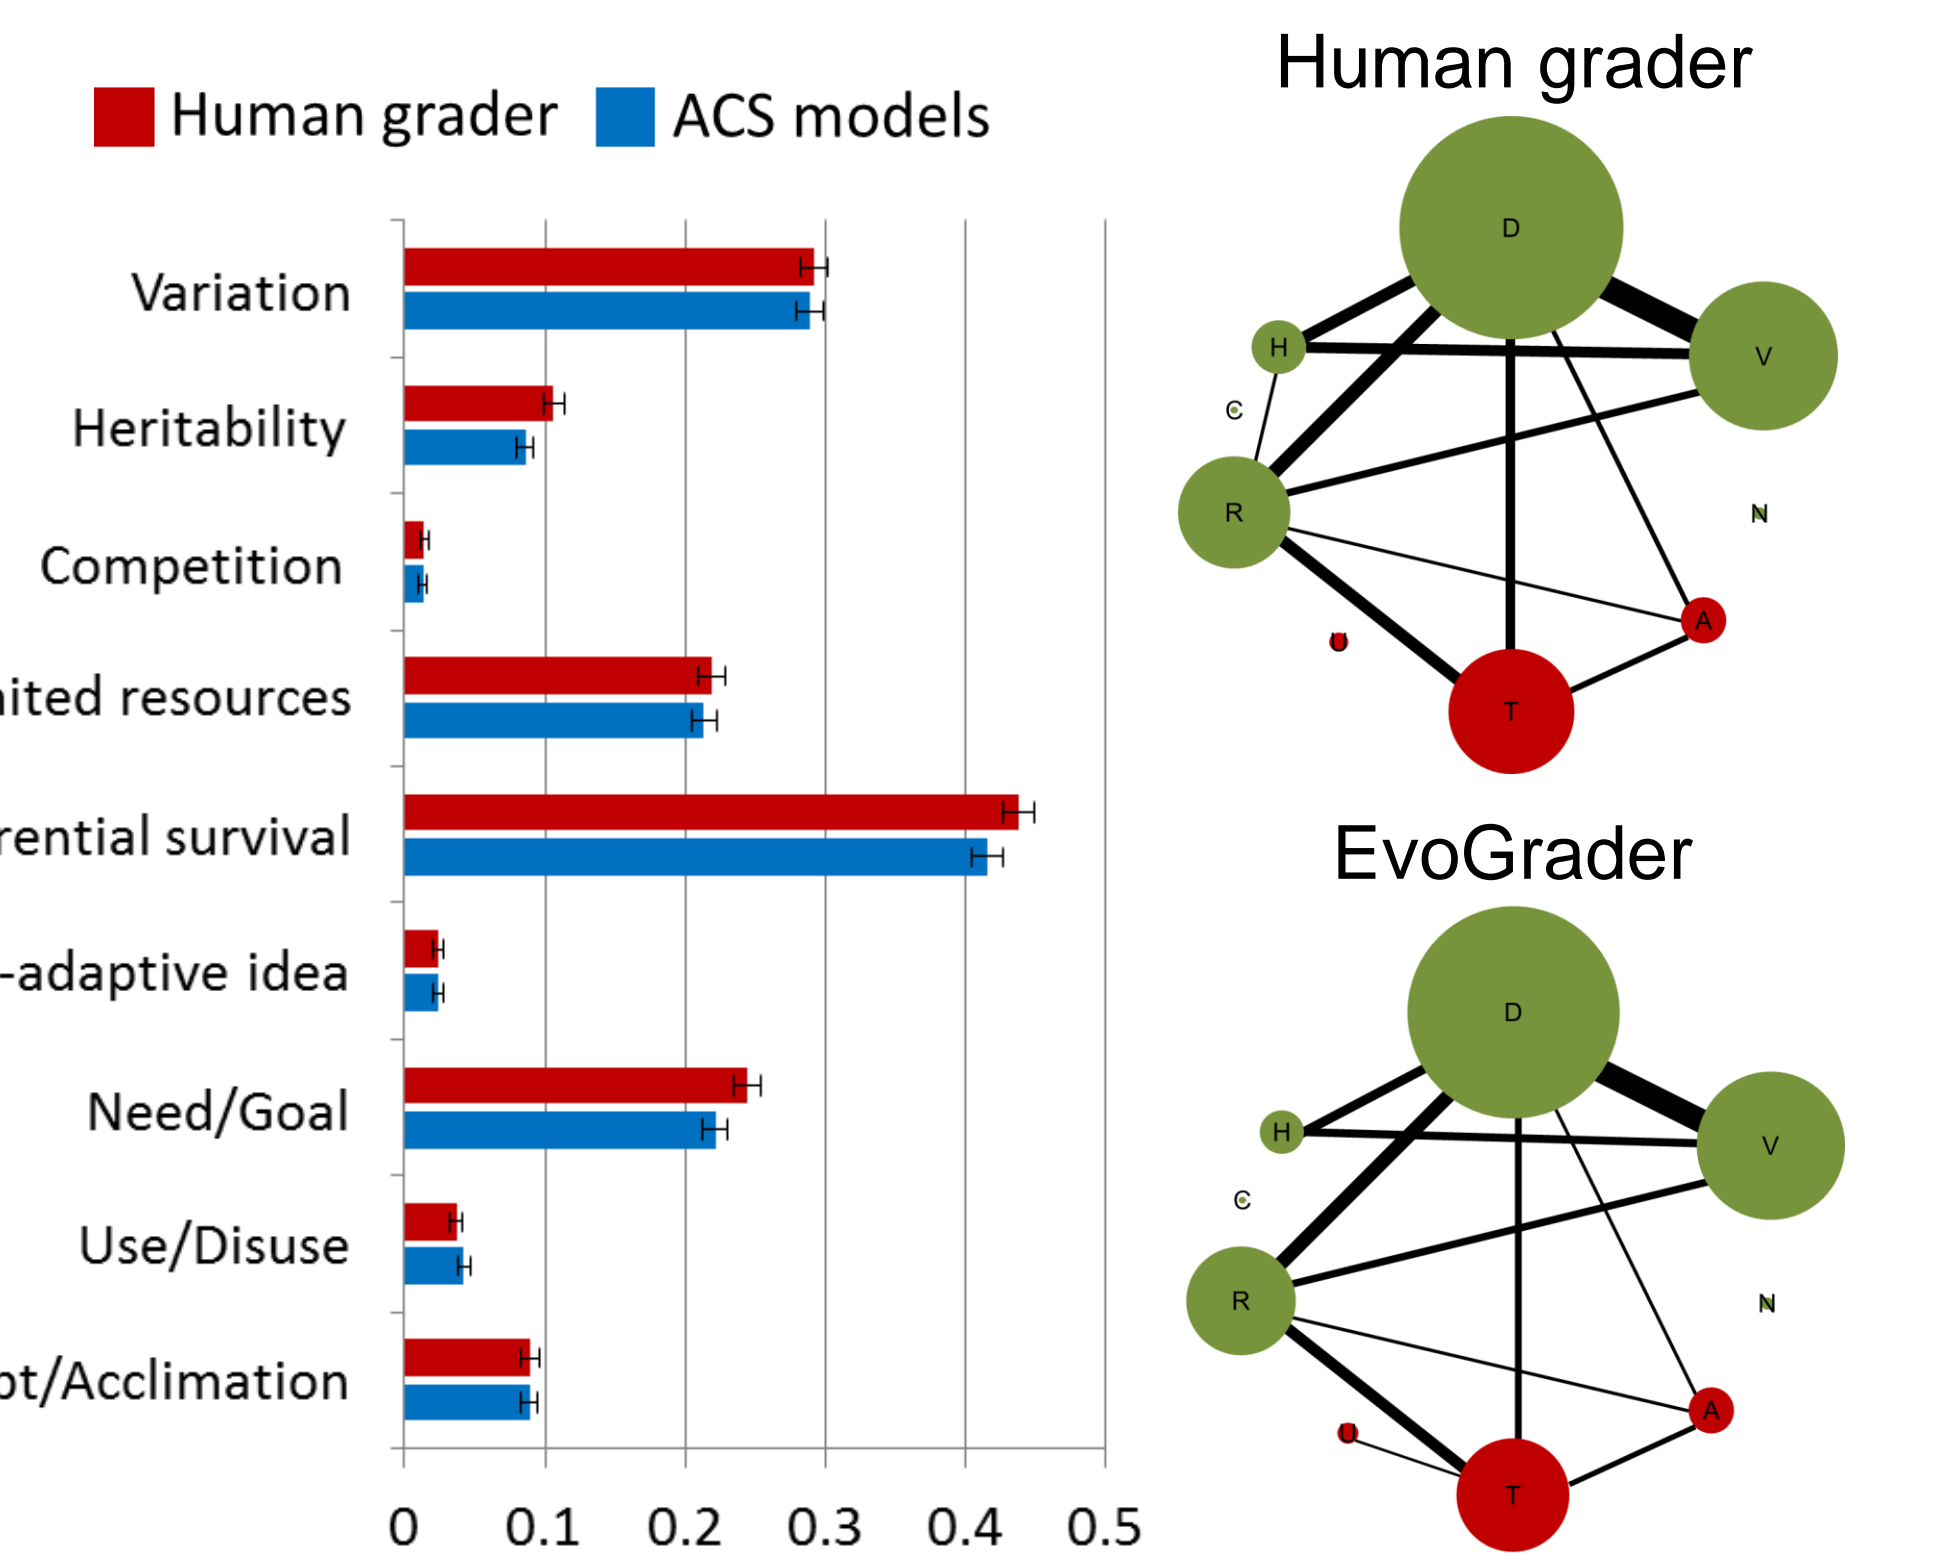 Human grader ACS models
Variation
Heritability
Competition
ited resources
rential survival
-adaptive idea
Need/Goal
Use/Disuse
pt/Acclimation
0 0.1 0.2 0.3 0.4 0.5
Human grader
D
H
V
C
R
N
A
U
T
EvoGrader
D
H
V
C
R
N
A
U
T